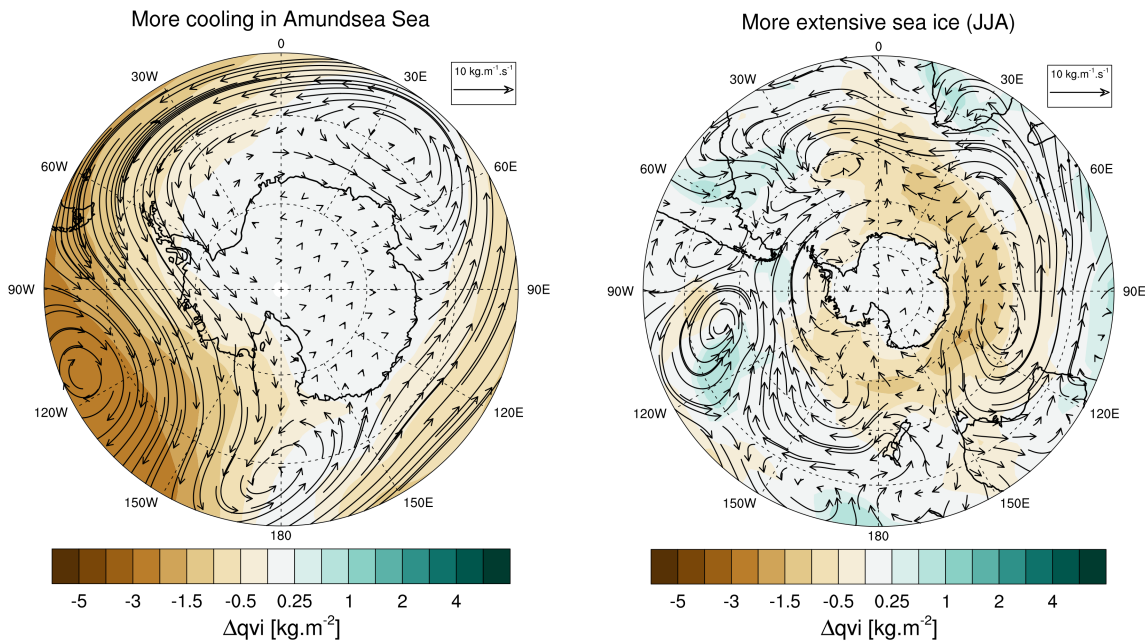 More cooling in Amundsea Sea
0
30W
30E
10 kg.m⁻¹.s⁻¹
60W
60E
90W
90E
120W
120E
150W
150E
180
-5 -3 -1.5 -0.5 0.25 1 2 4
Δqvi [kg.m⁻²]
More extensive sea ice (JJA)
0
30W
30E
10 kg.m⁻¹.s⁻¹
60W
60E
90W
90E
120W
120E
150W
150E
180
-5 -3 -1.5 -0.5 0.25 1 2 4
Δqvi [kg.m⁻²]